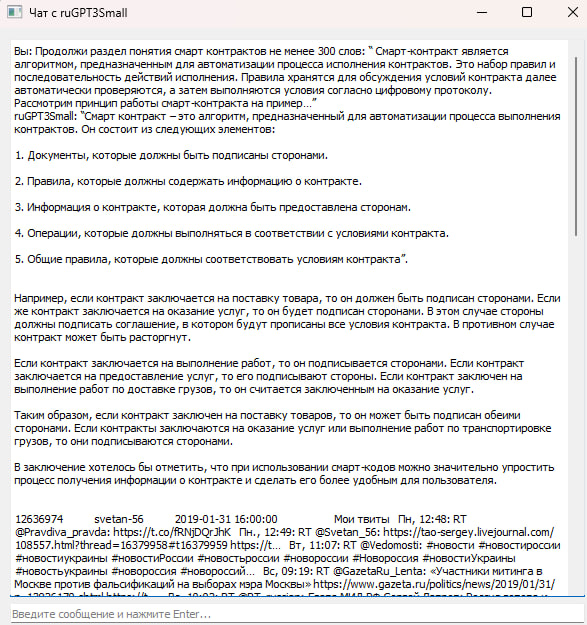 Чат с ruGPT3Small
Вы: Продолжи раздел понятия смарт контрактов не менее 300 слов: “ Смарт-контракт является
алгоритмом, предназначенным для автоматизации процесса исполнения контрактов. Это набор правил и
последовательность действий исполнения. Правила хранятся для обсуждения условий контракта далее
автоматически проверяются, а затем выполняются условия согласно цифровому протоколу.
Рассмотрим принцип работы смарт-контракта на пример...”
ruGPT3Small: “Смарт контракт – это алгоритм, предназначенный для автоматизации процесса выполнения
контрактов. Он состоит из следующих элементов:
1. Документы, которые должны быть подписаны сторонами.
2. Правила, которые должны содержать информацию о контракте.
3. Информация о контракте, которая должна быть предоставлена сторонам.
4. Операции, которые должны выполняться в соответствии с условиями контракта.
5. Общие правила, которые должны соответствовать условиям контракта”.
Например, если контракт заключается на поставку товара, то он должен быть подписан сторонами. Если
же контракт заключается на оказание услуг, то он будет подписан сторонами. В этом случае стороны
должны подписать соглашение, в котором будут прописаны все условия контракта. В противном случае
контракт может быть расторгнут.
Если контракт заключается на выполнение работ, то он подписывается сторонами. Если контракт
заключается на предоставление услуг, то его подписывают стороны. Если контракт заключен на
выполнение работ по доставке грузов, то он считается заключенным на оказание услуг.
Таким образом, если контракт заключен на поставку товаров, то он может быть подписан обеими
сторонами. Если контракты заключаются на оказание услуг или выполнение работ по транспортировке
грузов, то они подписываются сторонами.
В заключение хотелось бы отметить, что при использовании смарт-кодов можно значительно упростить
процесс получения информации о контракте и сделать его более удобным для пользователя.
12636974 svetan-56 2019-01-31 16:00:00 Мои твиты Пн, 12:48: RT
@Pravdiva_pravda: https://t.co/fRNjDQrJhK Пн., 12:49: RT @Svetan_56: https://tao-sergey.livejournal.com/
108557.html?thread=16379958#t16379959 https://t... Вт, 11:07: RT @Vedomosti: #новости #новостироссии
#новостиукраины #новостиРоссии #новостьроссии #новороссии #Новороссия #новостиУкраины
#новостьукраины #новоросия #новороссий... Вс, 09:19: RT @GazetaRu_Lenta: «Участники митинга в
Москве против фальсификаций на выборах мэра Москвы» https://www.gazeta.ru/politics/news/2019/01/31/
Введите сообщение и нажмите Enter...